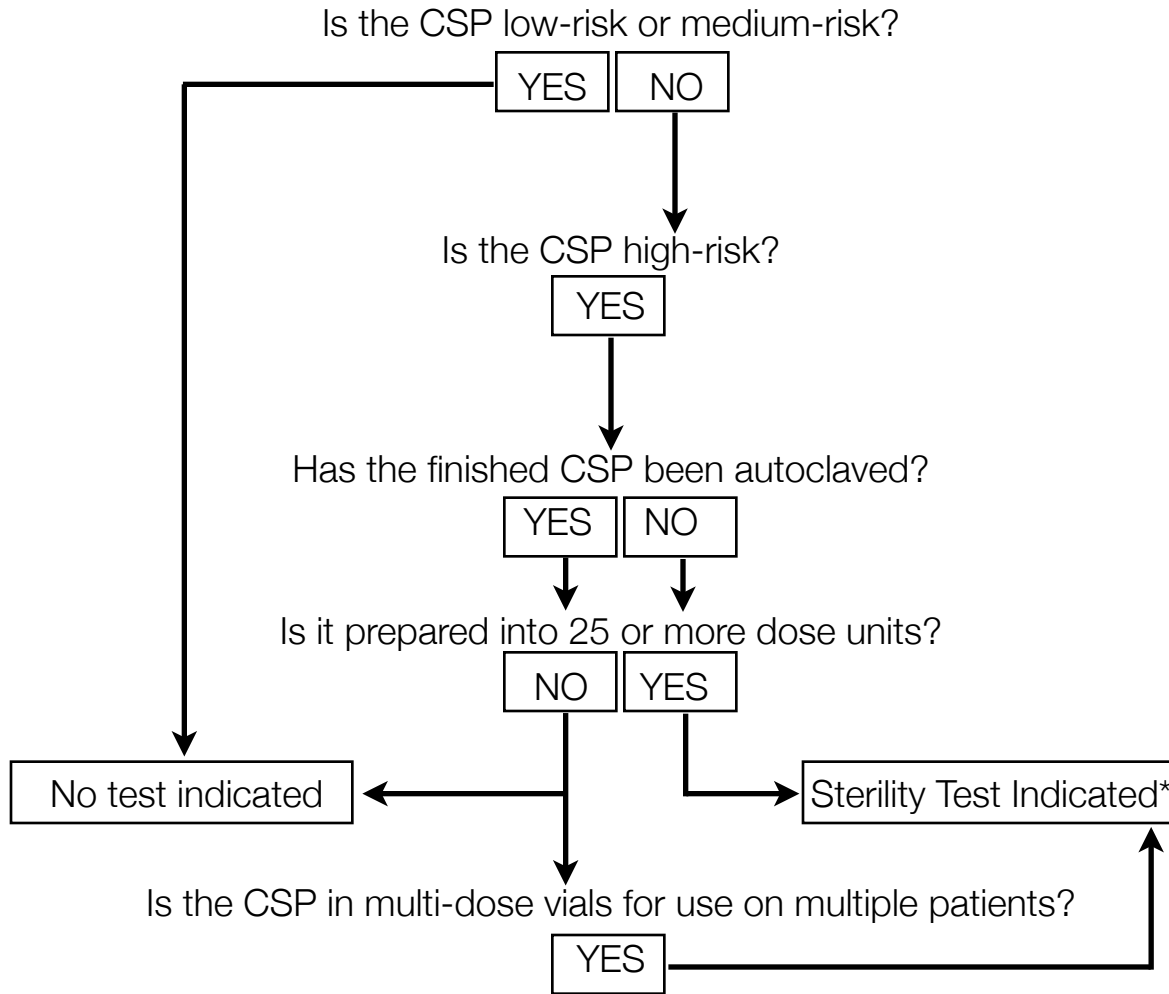 Is the CSP low-risk or medium-risk?
YES NO
Is the CSP high-risk?
YES
Has the finished CSP been autoclaved?
YES NO
Is it prepared into 25 or more dose units?
NO YES
No test indicated
Sterility Test Indicated*
Is the CSP in multi-dose vials for use on multiple patients?
YES